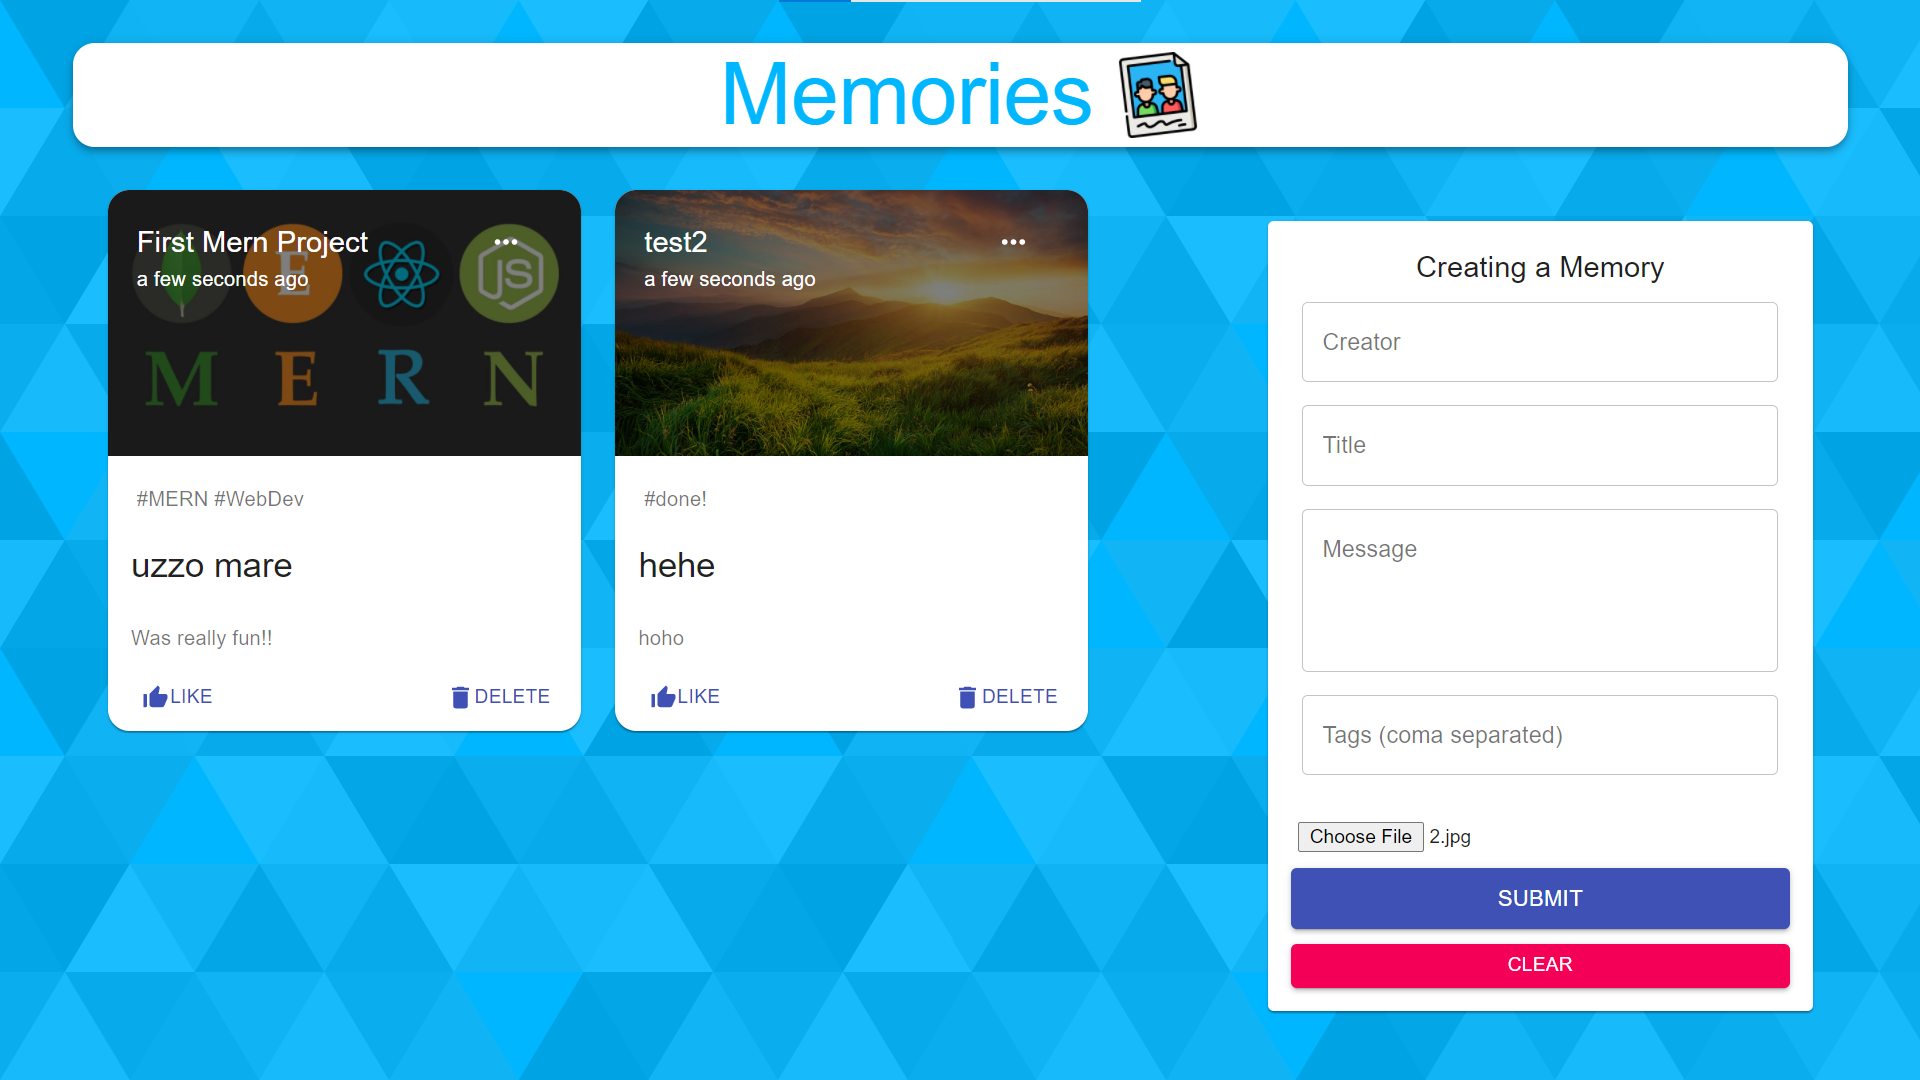 Memories
First Mern Project
a few seconds ago
E
JS
M E R N
#MERN #WebDev
uzzo mare
Was really fun!!
LIKE
DELETE
test2
a few seconds ago
#done!
hehe
hoho
LIKE
DELETE
Creating a Memory
Creator
Title
Message
Tags (coma separated)
Choose File 2.jpg
SUBMIT
CLEAR